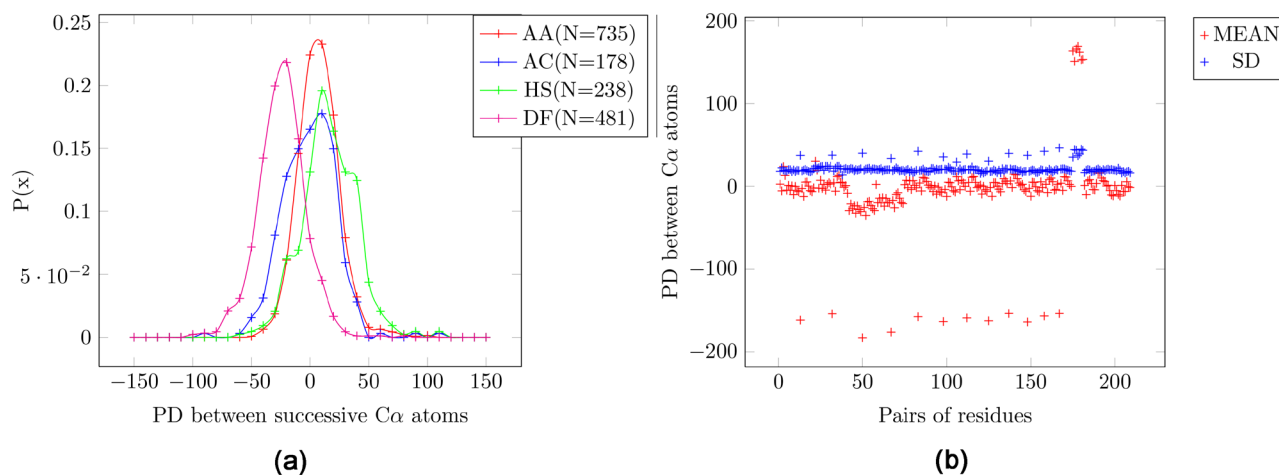 0.25
0.2
0.15
0.1
5 · 10−2
0
P(x)
−150 −100 −50 0 50 100 150
PD between successive Cα atoms
AA(N=735)
AC(N=178)
HS(N=238)
DF(N=481)
(a)
200
100
0
−100
−200
PD between Cα atoms
0 50 100 150 200
Pairs of residues
MEAN
SD
(b)